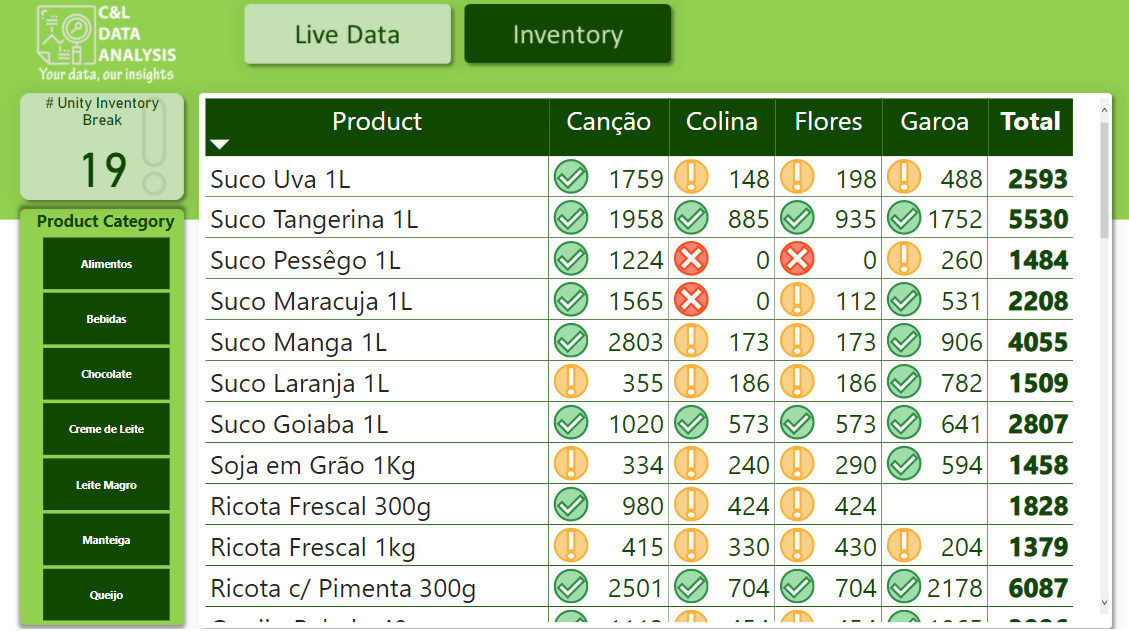 C&L
DATA
ANALYSIS
Your data, our insights
Live Data
Inventory
# Unity Inventory
Break
19
Product Category
Alimentos
Bebidas
Chocolate
Creme de Leite
Leite Magro
Manteiga
Queijo
Product Canção Colina Flores Garoa Total
Suco Uva 1L 1759 148 198 488 2593
Suco Tangerina 1L 1958 885 935 1752 5530
Suco Pessêgo 1L 1224 0 0 260 1484
Suco Maracuja 1L 1565 0 112 531 2208
Suco Manga 1L 2803 173 173 906 4055
Suco Laranja 1L 355 186 186 782 1509
Suco Goiaba 1L 1020 573 573 641 2807
Soja em Grão 1Kg 334 240 290 594 1458
Ricota Frescal 300g 980 424 424 1828
Ricota Frescal 1kg 415 330 430 204 1379
Ricota c/ Pimenta 300g 2501 704 704 2178 6087